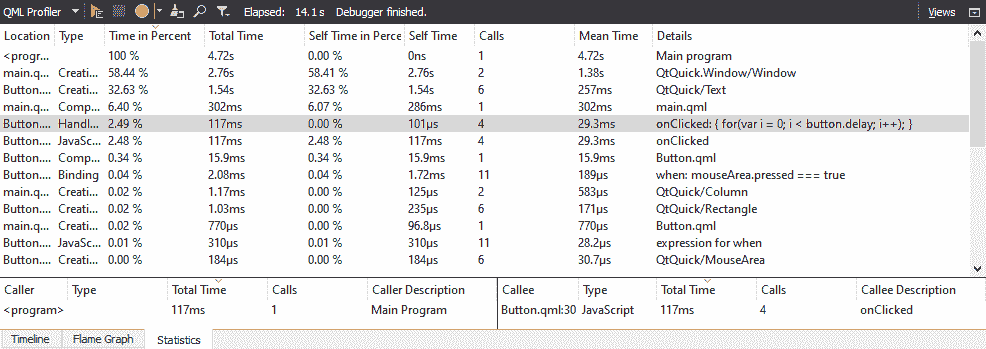 QML Profiler Elapsed: 14.1 s Debugger finished. Views
Location Type Time in Percent Total Time Self Time in Perce Self Time Calls Mean Time Details
<progr... 100 % 4.72s 0.00 % 0ns 1 4.72s Main program
main.q... Creati... 58.44 % 2.76s 58.41 % 2.76s 2 1.38s QtQuick.Window/Window
Button.... Creati... 32.63 % 1.54s 32.63 % 1.54s 6 257ms QtQuick/Text
main.q... Comp... 6.40 % 302ms 6.07 % 286ms 1 302ms main.qml
Button.... Handl... 2.49 % 117ms 0.00 % 101µs 4 29.3ms onClicked: { for(var i = 0; i < button.delay; i++); }
Button.... JavaSc... 2.48 % 117ms 2.48 % 117ms 4 29.3ms onClicked
Button.... Comp... 0.34 % 15.9ms 0.34 % 15.9ms 1 15.9ms Button.qml
Button.... Binding 0.04 % 2.08ms 0.04 % 1.72ms 11 189µs when: mouseArea.pressed === true
main.q... Creati... 0.02 % 1.17ms 0.00 % 125µs 2 583µs QtQuick/Column
Button.... Creati... 0.02 % 1.03ms 0.00 % 235µs 6 171µs QtQuick/Rectangle
main.q... Creati... 0.02 % 770µs 0.00 % 96.8µs 1 770µs Button.qml
Button.... JavaSc... 0.01 % 310µs 0.01 % 310µs 11 28.2µs expression for when
Button.... Creati... 0.00 % 184µs 0.00 % 184µs 6 30.7µs QtQuick/MouseArea
Caller Type Total Time Calls Caller Description Callee Type Total Time Calls Callee Description
<program> 117ms 1 Main Program Button.qml:30 JavaScript 117ms 4 onClicked
Timeline Flame Graph Statistics